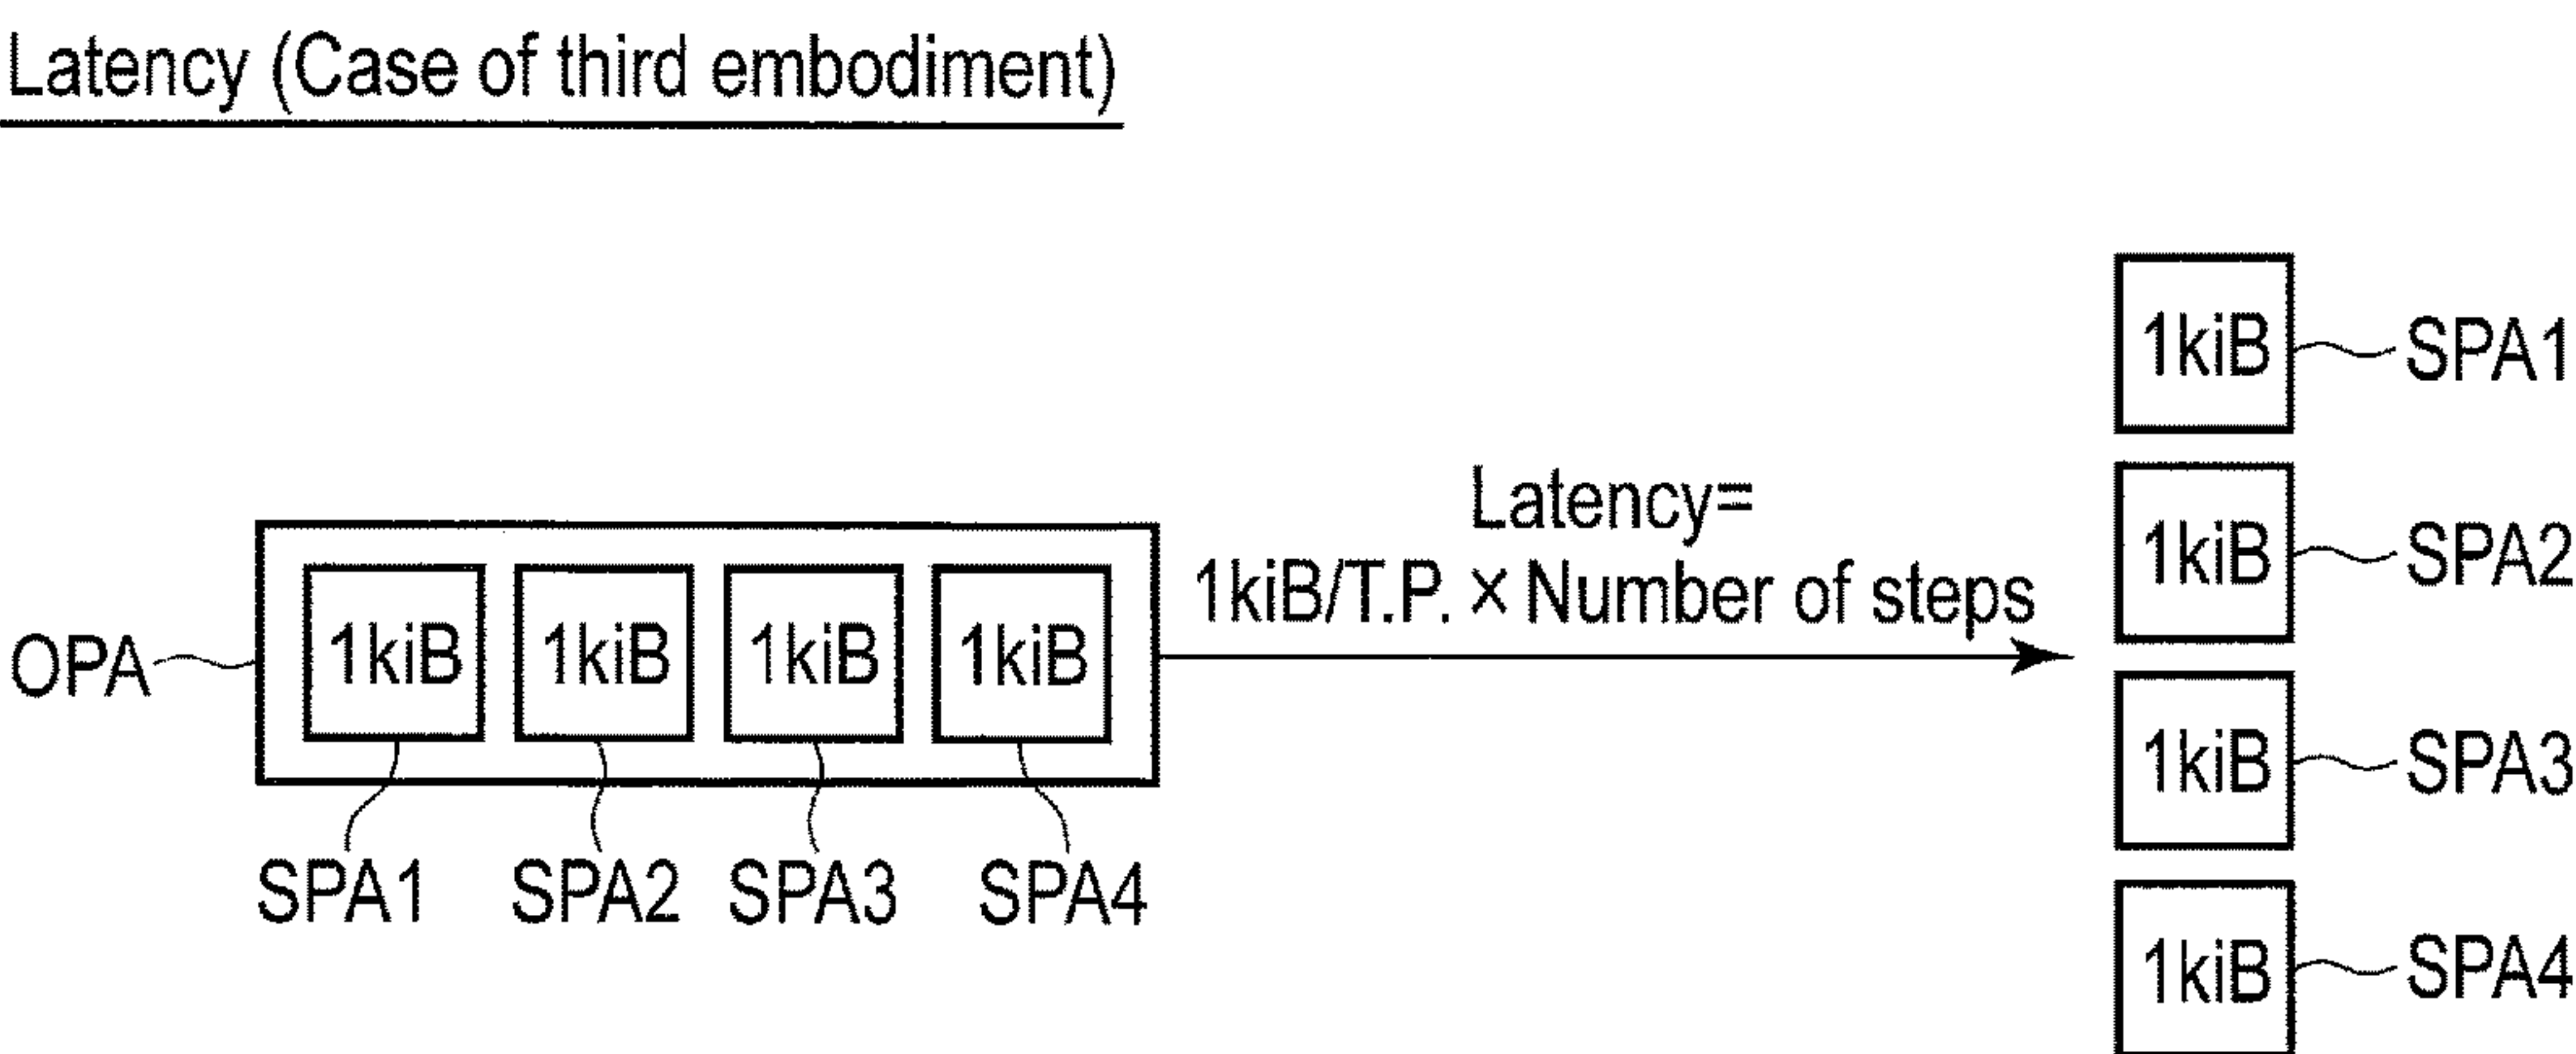 Latency (Case of third embodiment)
OPA
1kiB 1kiB 1kiB 1kiB
SPA1 SPA2 SPA3 SPA4
Latency=
1kiB/T.P. × Number of steps
1kiB SPA1
1kiB SPA2
1kiB SPA3
1kiB SPA4